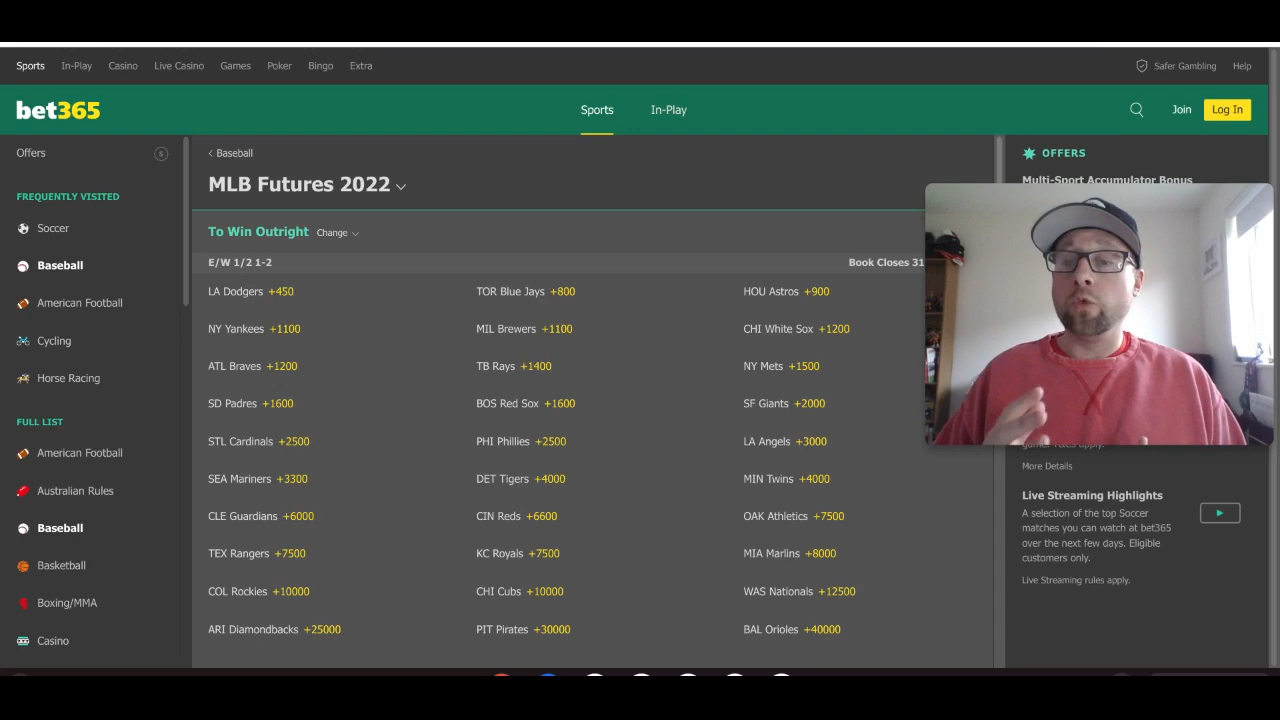 Sports In-Play Casino Live Casino Games Poker Bingo Extra Safer Gambling Help
bet365 Sports In-Play Join Log In
Offers
FREQUENTLY VISITED
Soccer
Baseball
American Football
Cycling
Horse Racing
FULL LIST
American Football
Australian Rules
Baseball
Basketball
Boxing/MMA
Casino
< Baseball
MLB Futures 2022
To Win Outright Change
E/W 1/2 1-2 Book Closes 31
LA Dodgers +450 TOR Blue Jays +800 HOU Astros +900
NY Yankees +1100 MIL Brewers +1100 CHI White Sox +1200
ATL Braves +1200 TB Rays +1400 NY Mets +1500
SD Padres +1600 BOS Red Sox +1600 SF Giants +2000
STL Cardinals +2500 PHI Phillies +2500 LA Angels +3000
SEA Mariners +3300 DET Tigers +4000 MIN Twins +4000
CLE Guardians +6000 CIN Reds +6600 OAK Athletics +7500
TEX Rangers +7500 KC Royals +7500 MIA Marlins +8000
COL Rockies +10000 CHI Cubs +10000 WAS Nationals +12500
ARI Diamondbacks +25000 PIT Pirates +30000 BAL Orioles +40000
OFFERS
Multi-Sport Accumulator Bonus
More Details
Live Streaming Highlights
A selection of the top Soccer
matches you can watch at bet365
over the next few days. Eligible
customers only.
Live Streaming rules apply.